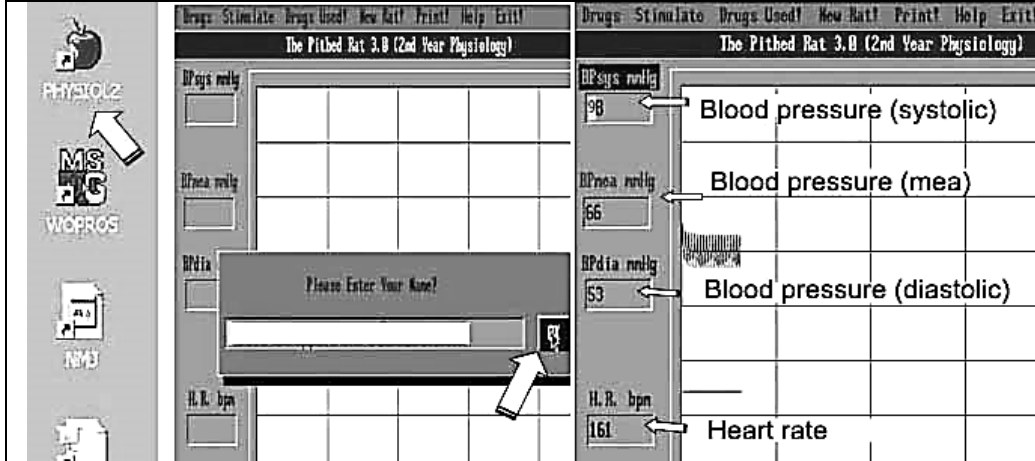 PHYSIOL2
WOPROS
NMJ
Drugs Stimulate Drugs Used! New Rat! Print! Help Exit!
The Pithed Rat 3.0 (2nd Year Physiology)
BPsys mmHg
BPmea mmHg
BPdia
Please Enter Your Name?
OK
H.R. bpm
Drugs Stimulate Drugs Used! New Rat! Print! Help Exit
The Pithed Rat 3.0 (2nd Year Physiology)
BPsys mmHg
98
Blood pressure (systolic)
BPmea mmHg
66
Blood pressure (mea)
BPdia mmHg
53
Blood pressure (diastolic)
H.R. bpm
161
Heart rate